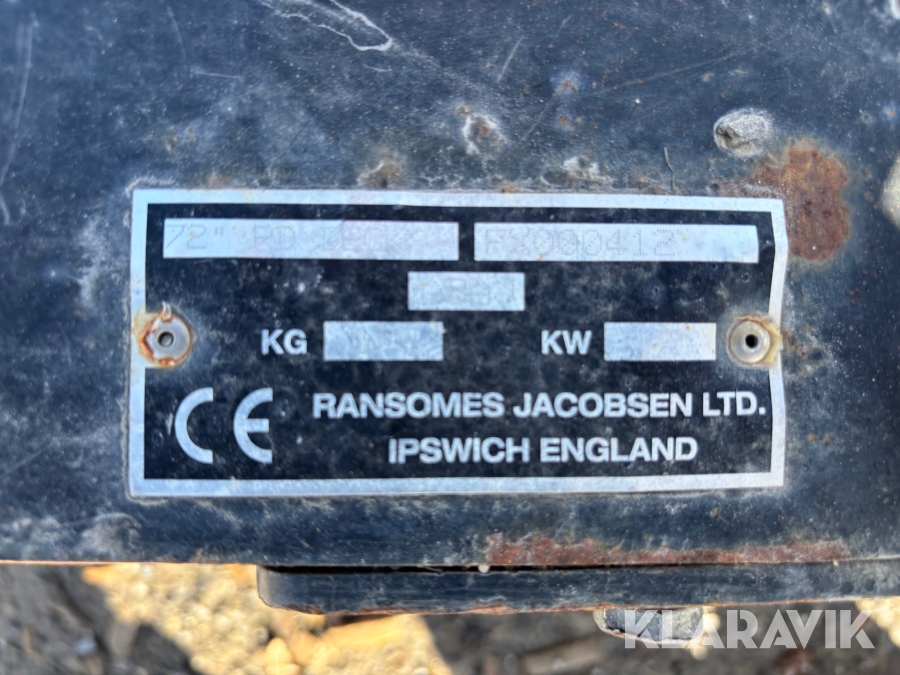 72" RD DECK FX000412
KG KW
CE RANSOMES JACOBSEN LTD.
IPSWICH ENGLAND
KLARAVIK